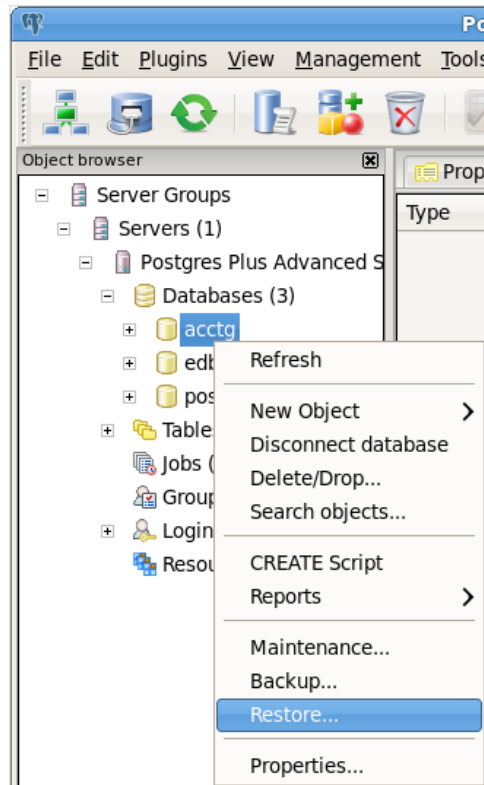 Po
File Edit Plugins View Management Tools
Object browser
Prop
Server Groups
Type
Servers (1)
Postgres Plus Advanced S
Databases (3)
acctg
edb
pos
Table
Jobs (
Group
Login
Resou
Refresh
New Object
Disconnect database
Delete/Drop...
Search objects...
CREATE Script
Reports
Maintenance...
Backup...
Restore...
Properties...